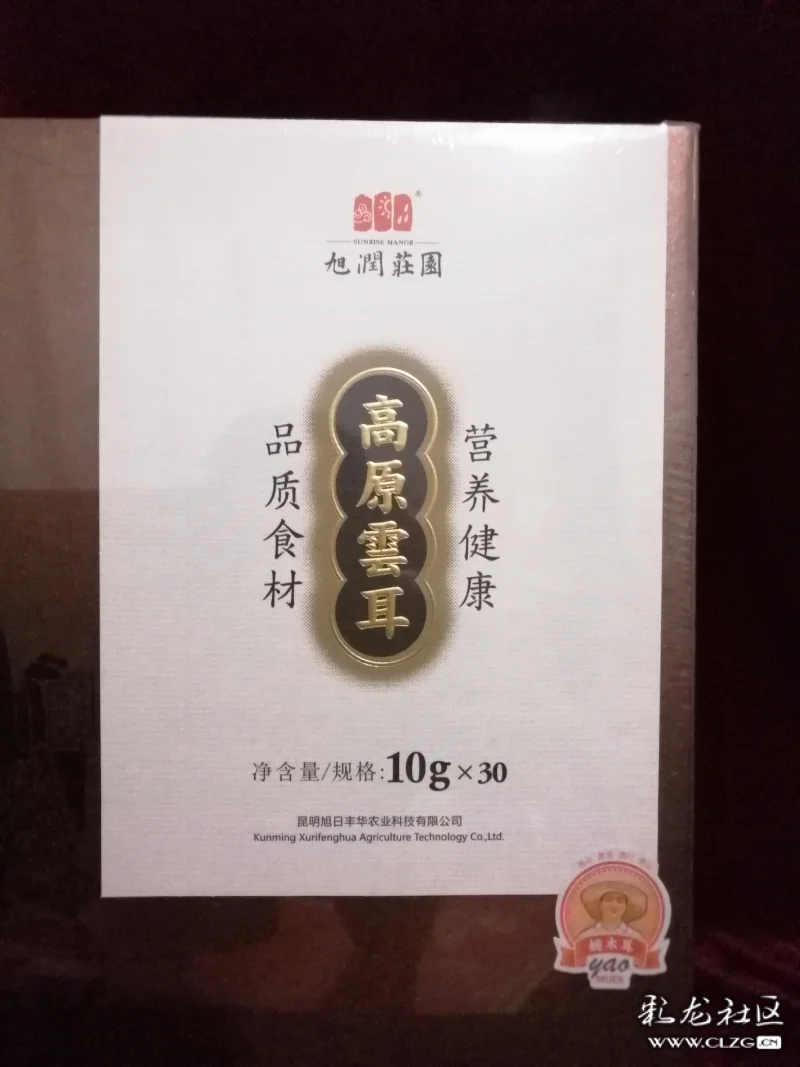 ®
SUNRISE MANOR
旭潤莊園
品质食材
高原雲耳
营养健康
净含量/规格:10g×30
昆明旭日丰华农业科技有限公司
Kunming Xurifenghua Agriculture Technology Co.,Ltd.
木耳
yao
彩龙社区
WWW.CLZG.CN